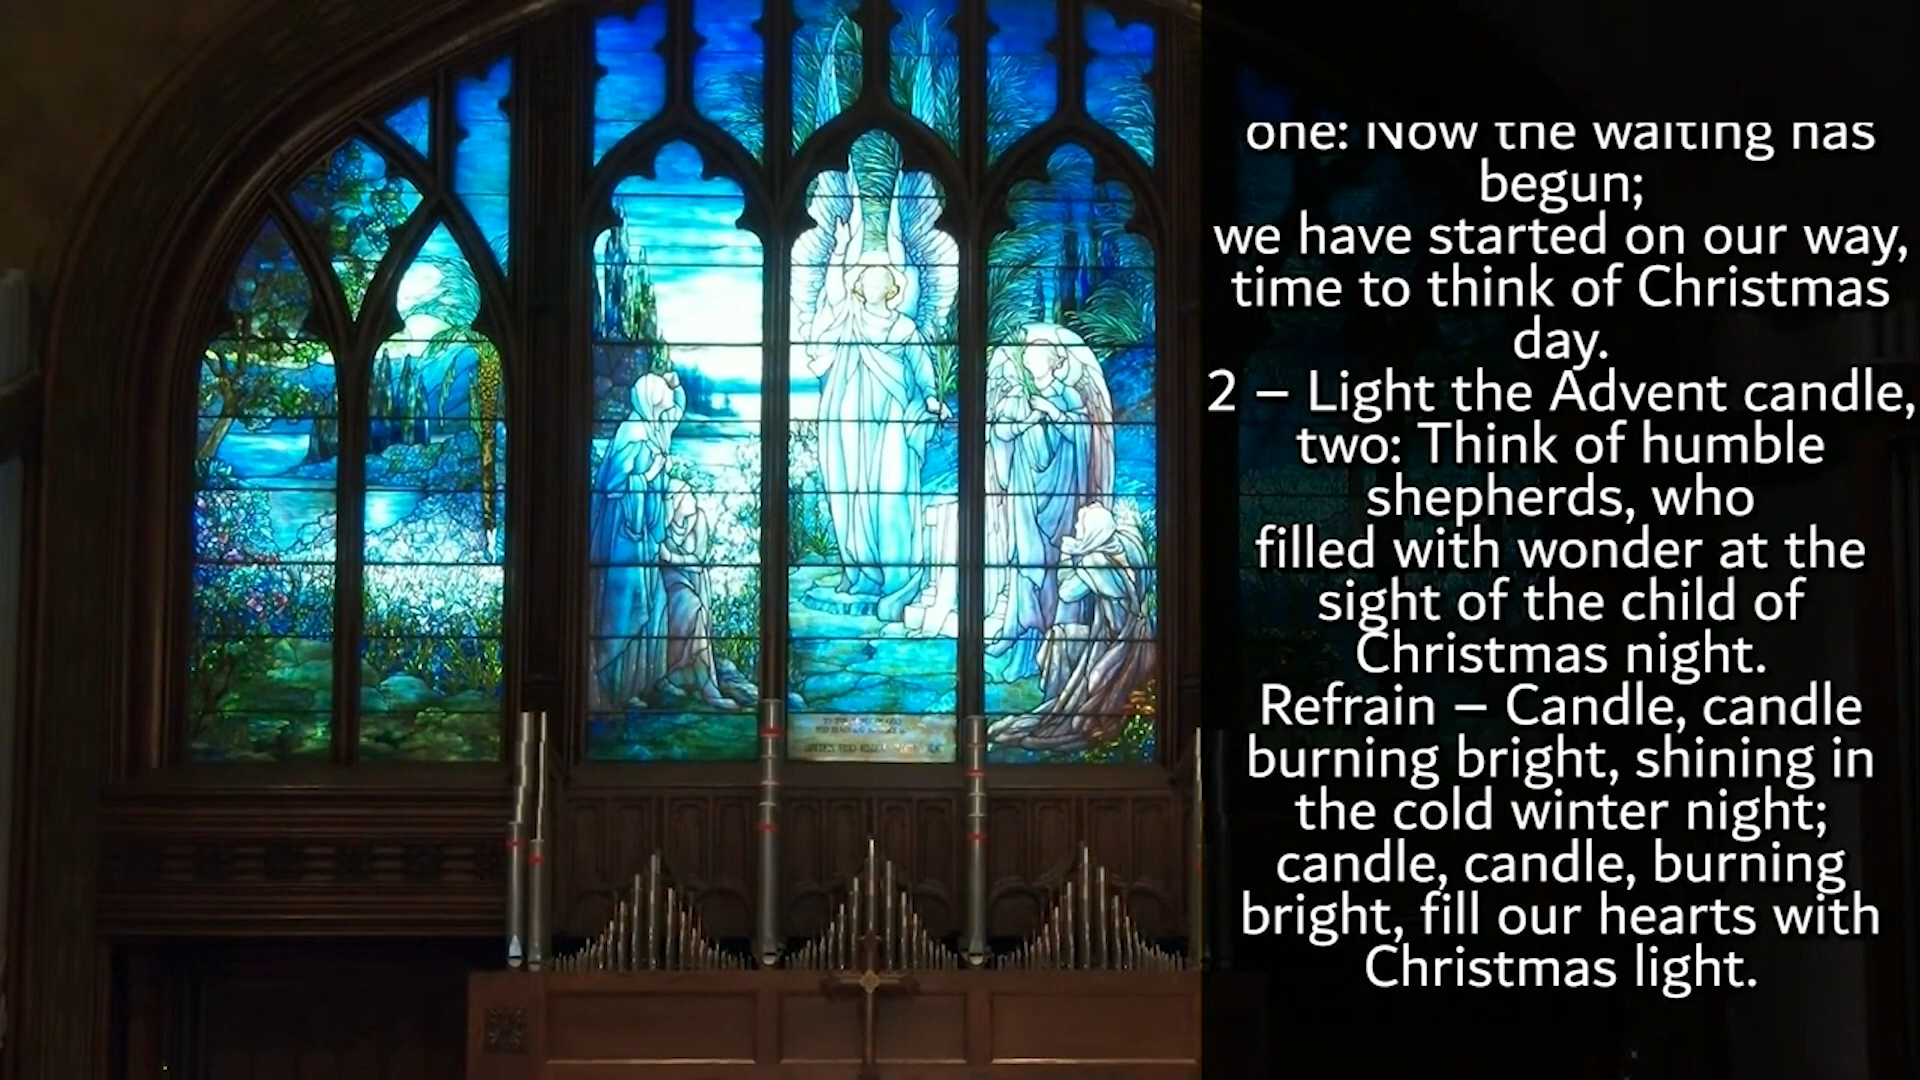 one: Now the waiting has
begun;
we have started on our way,
time to think of Christmas
day.
2 – Light the Advent candle,
two: Think of humble
shepherds, who
filled with wonder at the
sight of the child of
Christmas night.
Refrain – Candle, candle
burning bright, shining in
the cold winter night;
candle, candle, burning
bright, fill our hearts with
Christmas light.